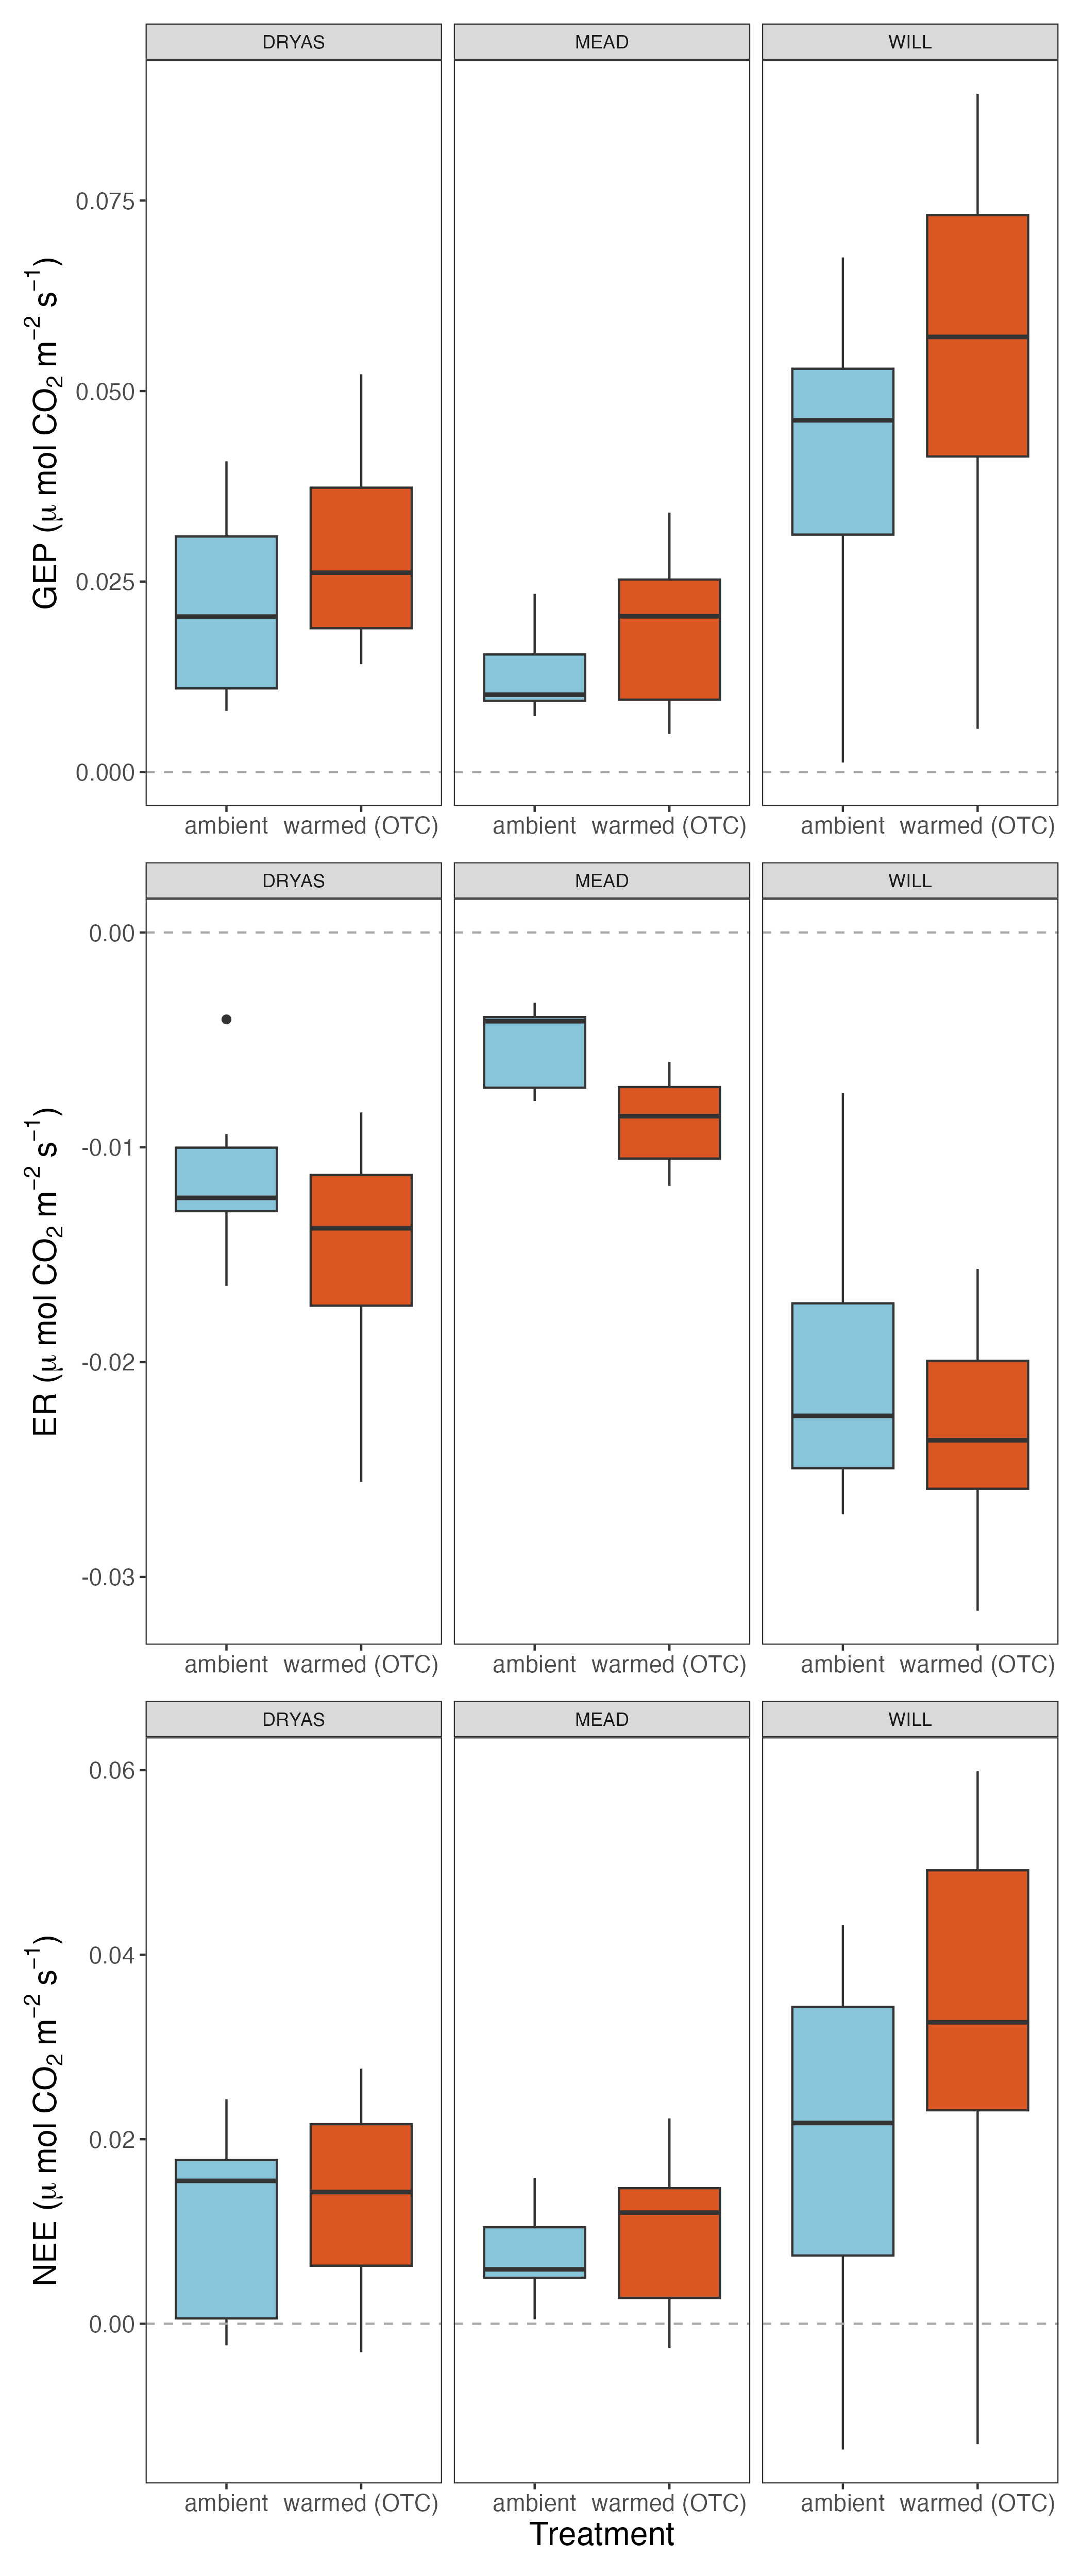 DRYAS MEAD WILL
GEP (μ mol CO₂ m⁻² s⁻¹)
0.075
0.050
0.025
0.000
ambient warmed (OTC) ambient warmed (OTC) ambient warmed (OTC)
DRYAS MEAD WILL
ER (μ mol CO₂ m⁻² s⁻¹)
0.00
-0.01
-0.02
-0.03
ambient warmed (OTC) ambient warmed (OTC) ambient warmed (OTC)
DRYAS MEAD WILL
NEE (μ mol CO₂ m⁻² s⁻¹)
0.06
0.04
0.02
0.00
ambient warmed (OTC) ambient warmed (OTC) ambient warmed (OTC)
Treatment